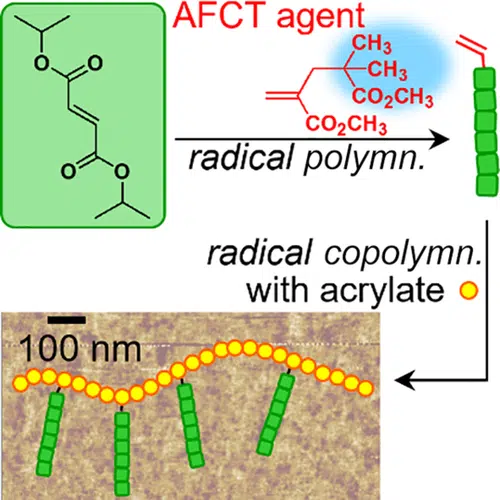 AFCT agent
O
O
O
O
CH3
CH3
CO2CH3
CO2CH3
radical polymn.
radical copolymn.
with acrylate
100 nm